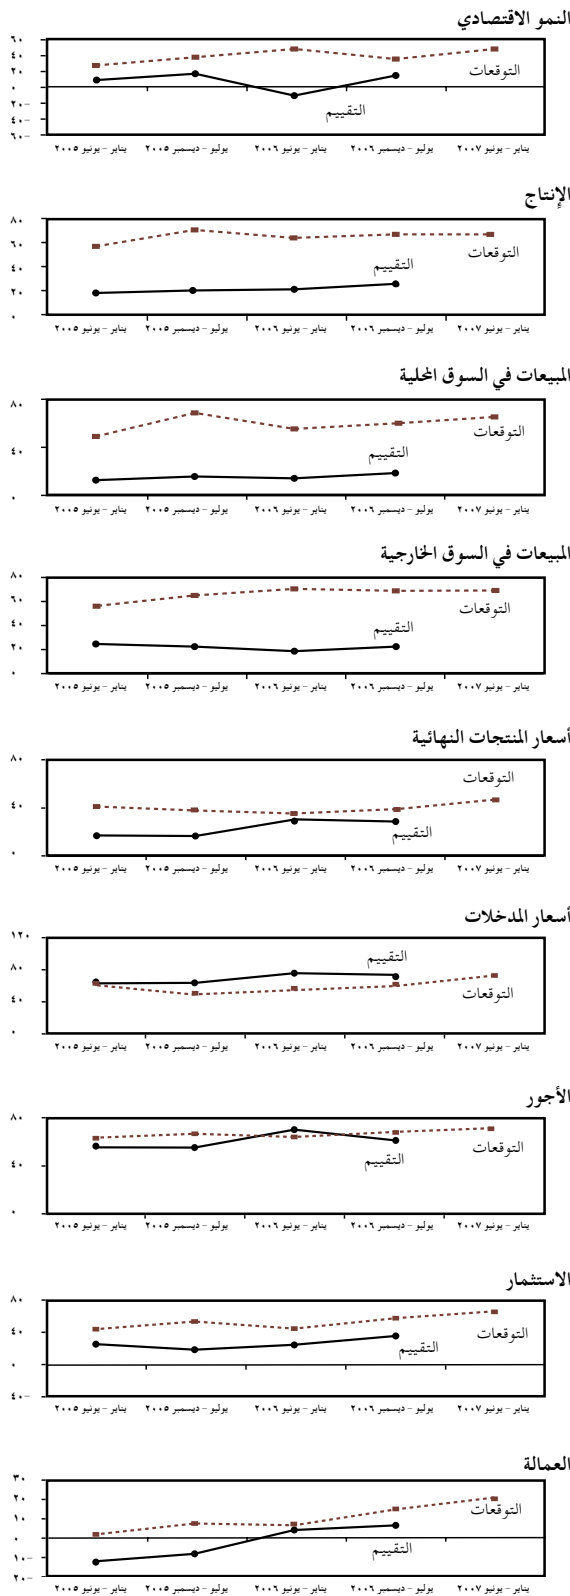 النمو الاقتصادي
٦٠
٤٠
٢٠
٠
٢٠−
٤٠−
٦٠−
التوقعات
التقييم
يناير – يونيو ٢٠٠٥ يوليو – ديسمبر ٢٠٠٥ يناير – يونيو ٢٠٠٦ يوليو – ديسمبر ٢٠٠٦ يناير – يونيو ٢٠٠٧
الإنتاج
٨٠
٦٠
٤٠
٢٠
٠
التوقعات
التقييم
يناير – يونيو ٢٠٠٥ يوليو – ديسمبر ٢٠٠٥ يناير – يونيو ٢٠٠٦ يوليو – ديسمبر ٢٠٠٦ يناير – يونيو ٢٠٠٧
المبيعات في السوق المحلية
٨٠
٤٠
٠
التوقعات
التقييم
يناير – يونيو ٢٠٠٥ يوليو – ديسمبر ٢٠٠٥ يناير – يونيو ٢٠٠٦ يوليو – ديسمبر ٢٠٠٦ يناير – يونيو ٢٠٠٧
المبيعات في السوق الخارجية
٨٠
٦٠
٤٠
٢٠
٠
التوقعات
التقييم
يناير – يونيو ٢٠٠٥ يوليو – ديسمبر ٢٠٠٥ يناير – يونيو ٢٠٠٦ يوليو – ديسمبر ٢٠٠٦ يناير – يونيو ٢٠٠٧
أسعار المنتجات النهائية
٨٠
٤٠
٠
التوقعات
التقييم
يناير – يونيو ٢٠٠٥ يوليو – ديسمبر ٢٠٠٥ يناير – يونيو ٢٠٠٦ يوليو – ديسمبر ٢٠٠٦ يناير – يونيو ٢٠٠٧
أسعار المدخلات
١٢٠
٨٠
٤٠
٠
التقييم
التوقعات
يناير – يونيو ٢٠٠٥ يوليو – ديسمبر ٢٠٠٥ يناير – يونيو ٢٠٠٦ يوليو – ديسمبر ٢٠٠٦ يناير – يونيو ٢٠٠٧
الأجور
٨٠
٤٠
٠
التوقعات
التقييم
يناير – يونيو ٢٠٠٥ يوليو – ديسمبر ٢٠٠٥ يناير – يونيو ٢٠٠٦ يوليو – ديسمبر ٢٠٠٦ يناير – يونيو ٢٠٠٧
الاستثمار
٨٠
٤٠
٠
٤٠−
التوقعات
التقييم
يناير – يونيو ٢٠٠٥ يوليو – ديسمبر ٢٠٠٥ يناير – يونيو ٢٠٠٦ يوليو – ديسمبر ٢٠٠٦ يناير – يونيو ٢٠٠٧
العمالة
٣٠
٢٠
١٠
٠
١٠−
٢٠−
التوقعات
التقييم
يناير – يونيو ٢٠٠٥ يوليو – ديسمبر ٢٠٠٥ يناير – يونيو ٢٠٠٦ يوليو – ديسمبر ٢٠٠٦ يناير – يونيو ٢٠٠٧